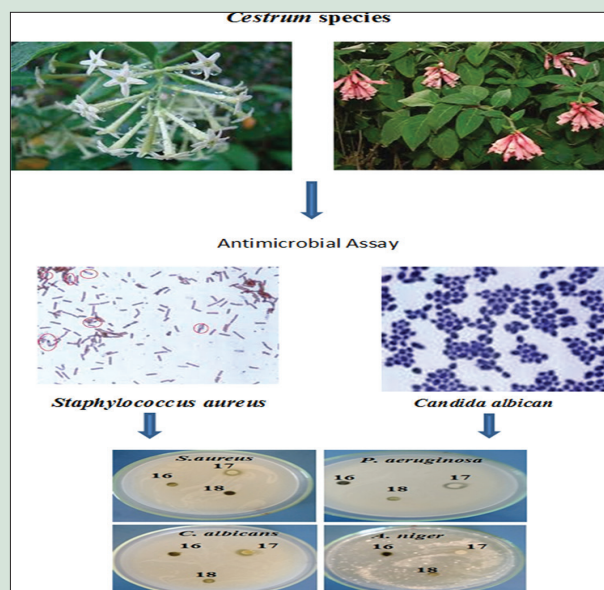 Cestrum species
Antimicrobial Assay
Staphylococcus aureus
Candida albican
S.aureus
16
17
18
P. aeruginosa
16
17
18
C. albicans
16
17
18
A. niger
16
17
18